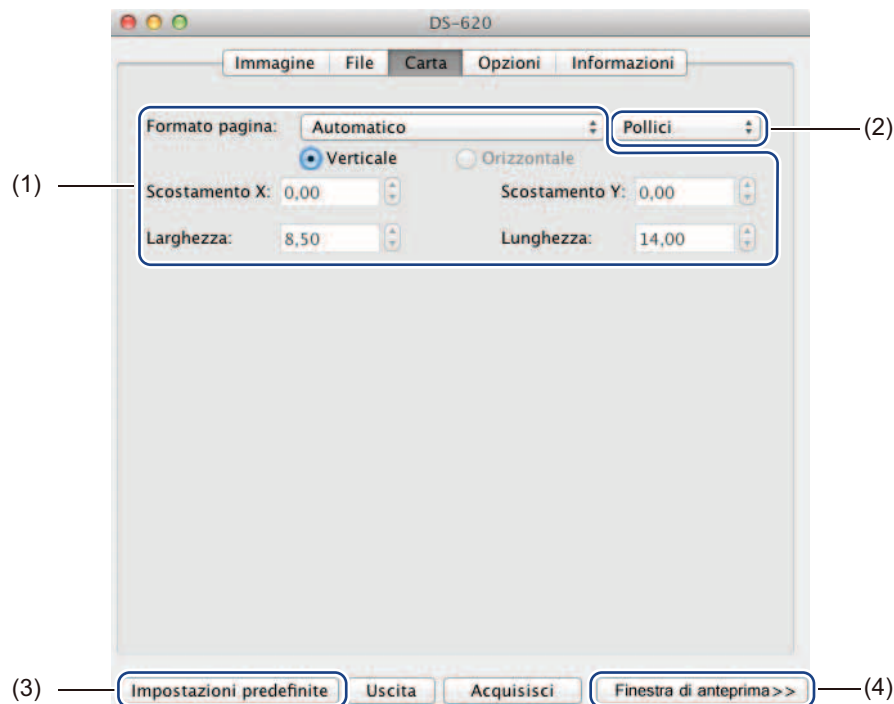 DS-620
Immagine File Carta Opzioni Informazioni
Formato pagina: Automatico Pollici (2)
Verticale Orizzontale
(1)
Scostamento X: 0,00 Scostamento Y: 0,00
Larghezza: 8,50 Lunghezza: 14,00
(3) Impostazioni predefinite Uscita Acquisisci Finestra di anteprima>> (4)